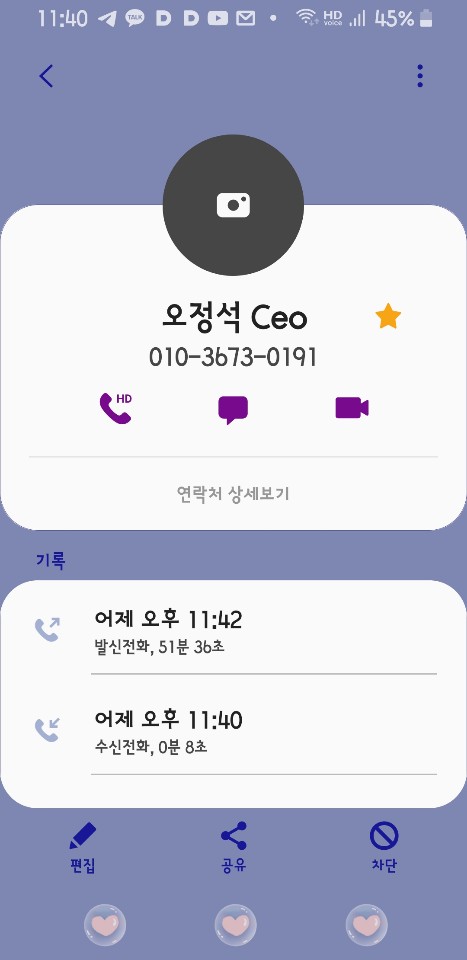 11:40 TALK D D HD voice 45%
오정석 Ceo
010-3673-0191
HD
연락처 상세보기
기록
어제 오후 11:42
발신전화, 51분 36초
어제 오후 11:40
수신전화, 0분 8초
편집 공유 차단